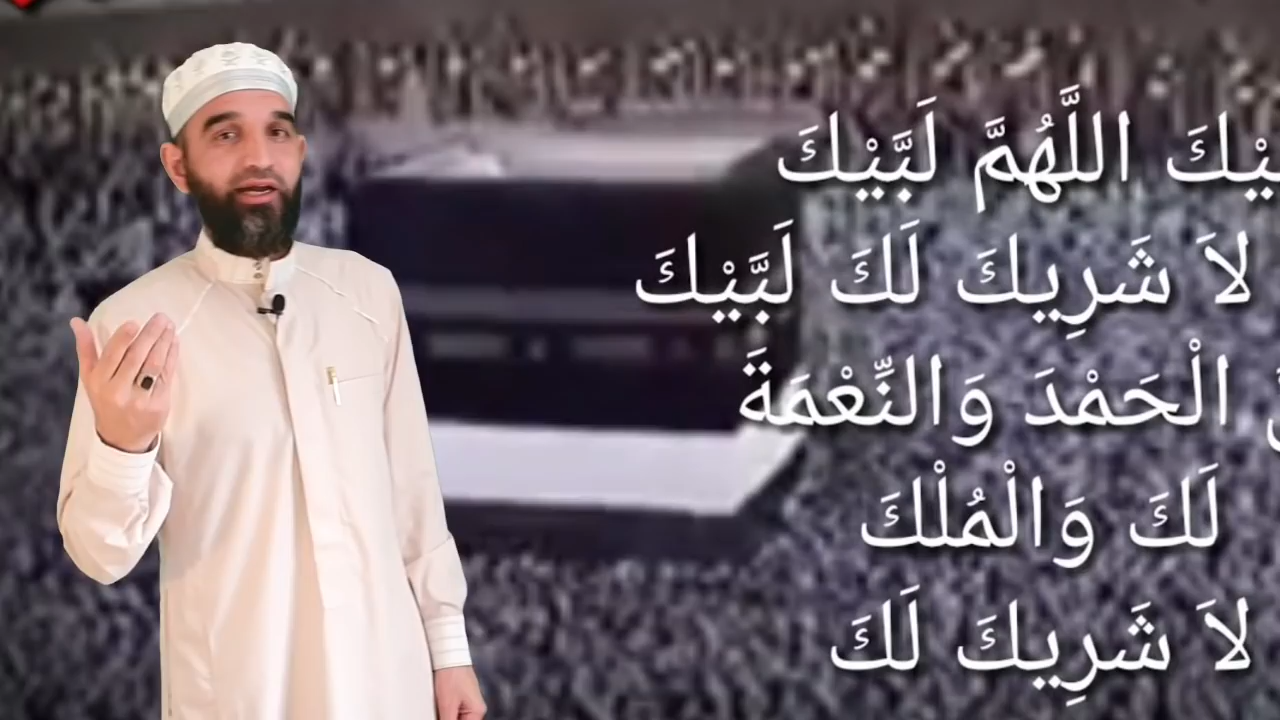 اللَّهُمَّ لَبَّيْكَ
لاَ شَرِيكَ لَكَ لَبَّيْكَ
الْحَمْدَ وَالنِّعْمَةَ
لَكَ وَالْمُلْكَ
لاَ شَرِيكَ لَكَ